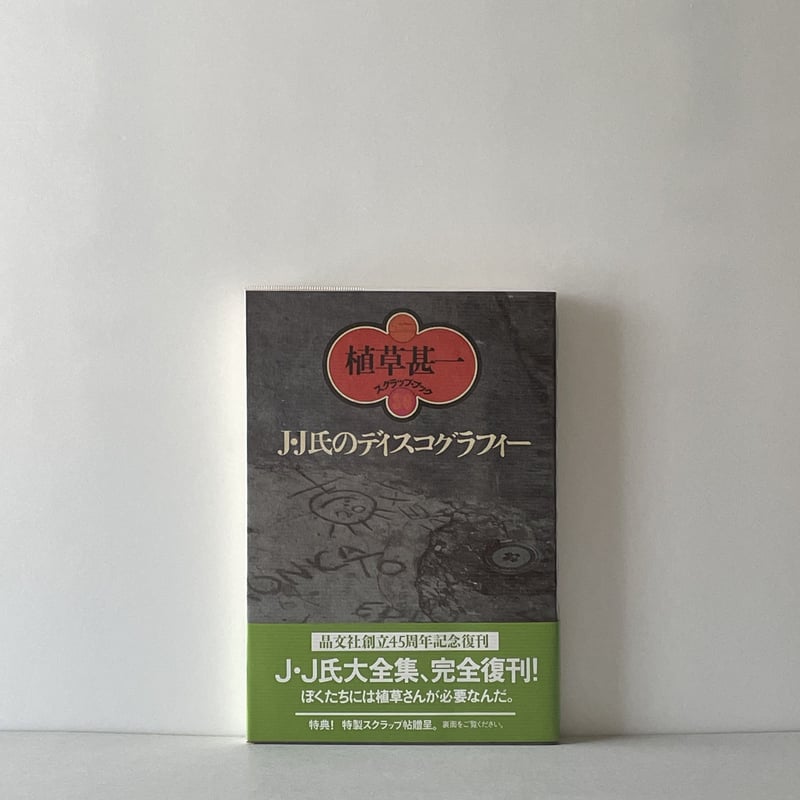 植草甚一
スクラップ・ブック
J・J氏のディスコグラフィー
晶文社創立45周年記念復刊
J・J氏大全集、完全復刊!
ぼくたちには植草さんが必要なんだ。
特典! 特製スクラップ帖贈呈。裏面をご覧ください。